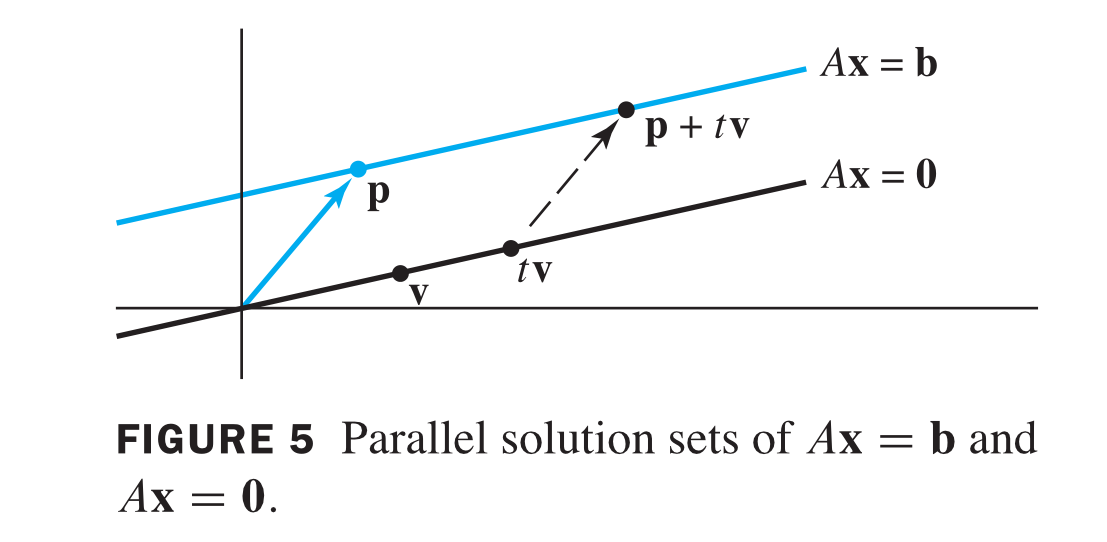 Ax = b
p + tv
Ax = 0
p
tv
v
FIGURE 5 Parallel solution sets of Ax = b and
Ax = 0.